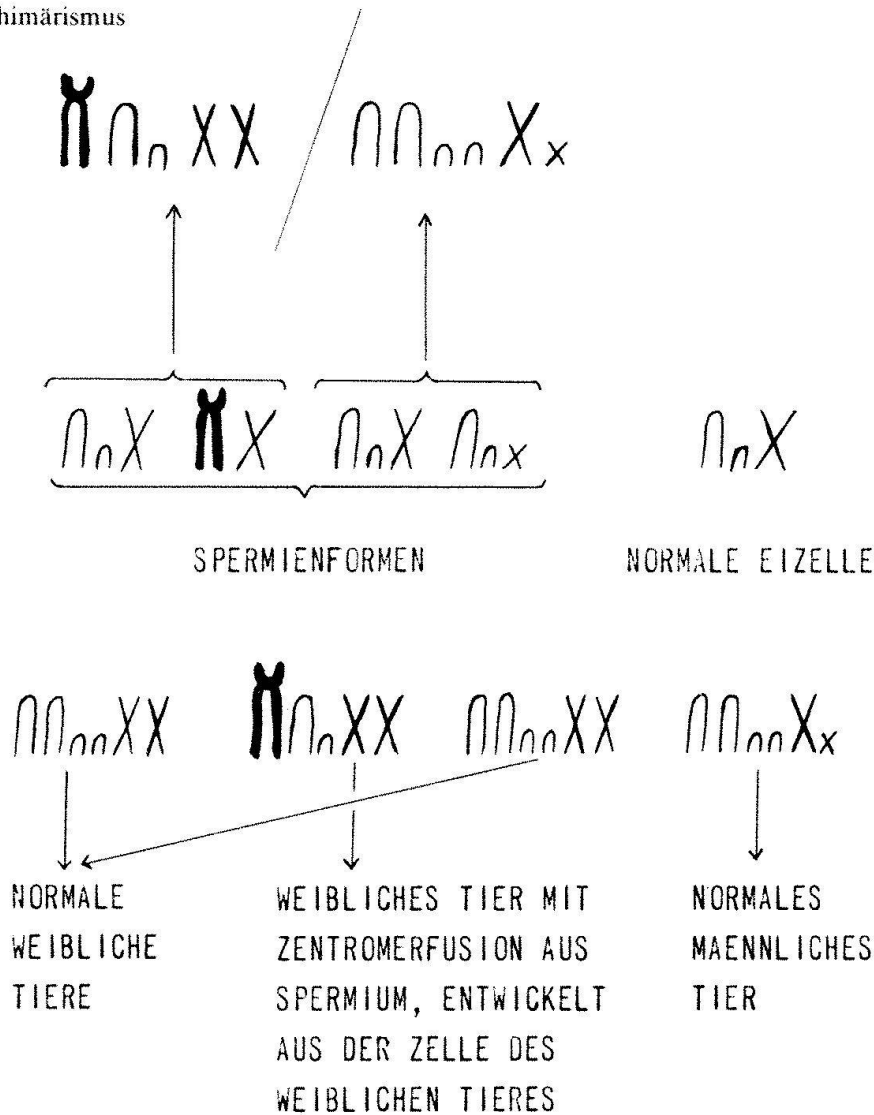 himärismus
SPERMIENFORMEN
NORMALE EIZELLE
NORMALE
WEIBLICHE
TIERE
WEIBLICHES TIER MIT
ZENTROMERFUSION AUS
SPERMIUM, ENTWICKELT
AUS DER ZELLE DES
WEIBLICHEN TIERES
NORMALES
MAENNLICHES
TIER